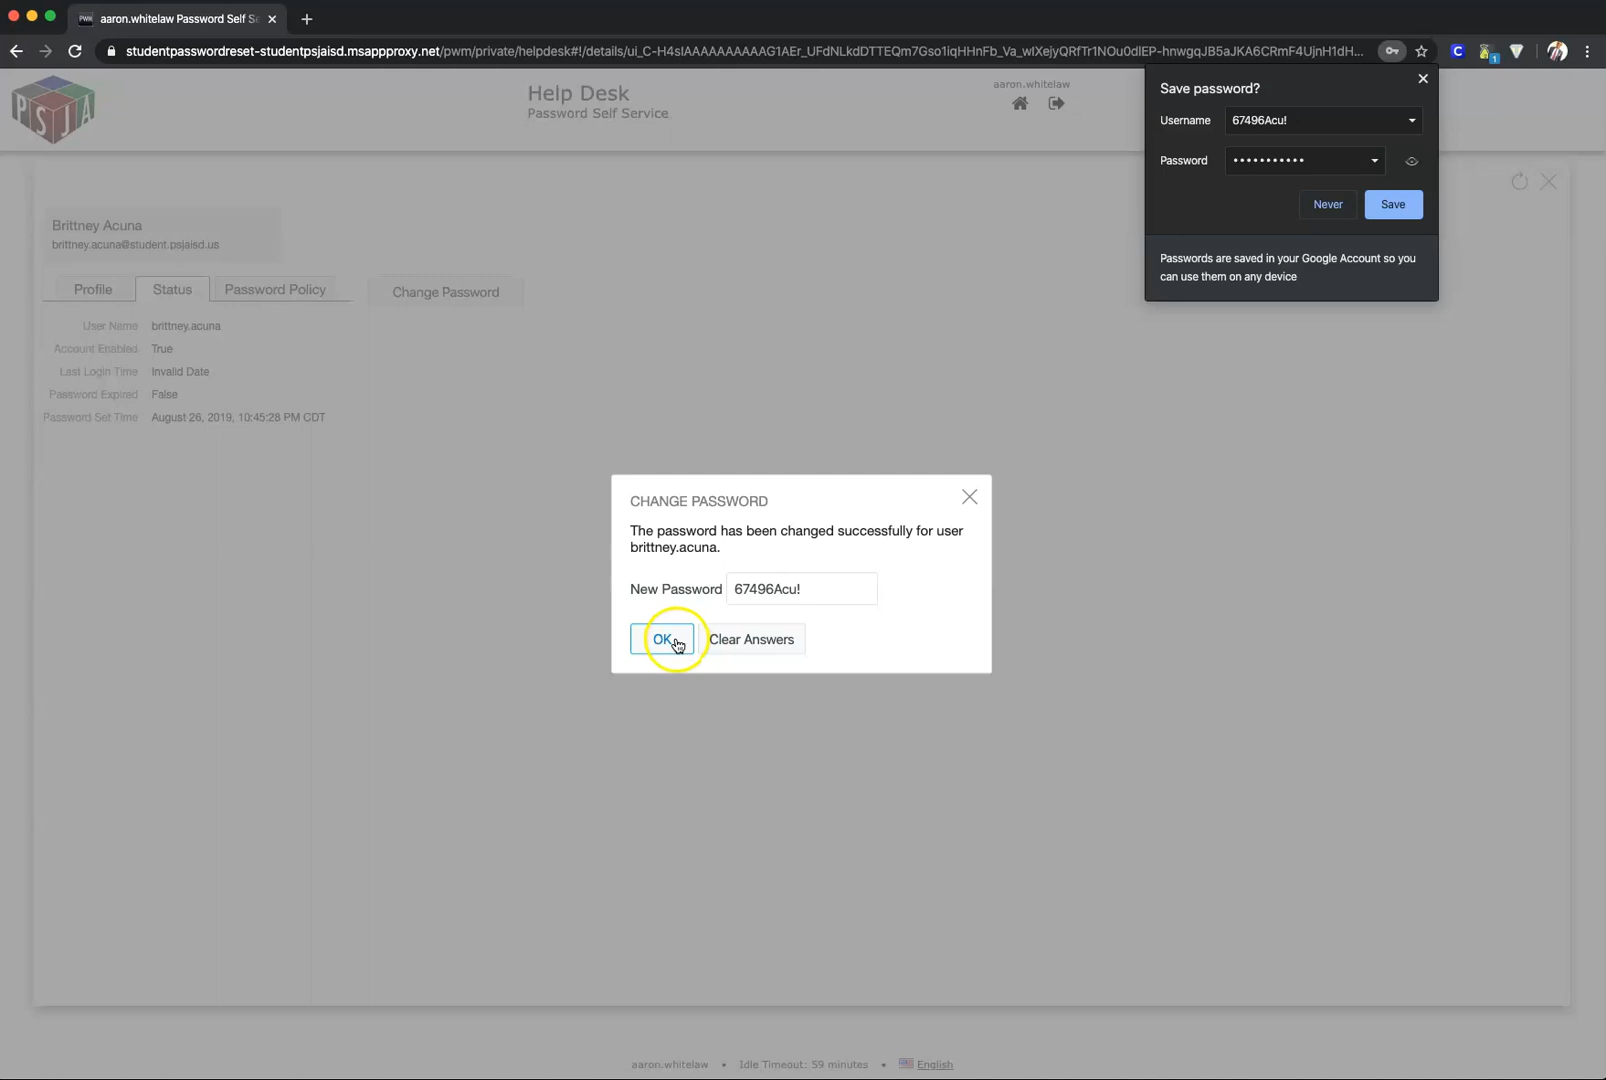 aaron.whitelaw Password Self Se
studentpasswordreset-studentpsjaisd.msappproxy.net/pwm/private/helpdesk#!/details/ui_C-H4sIAAAAAAAAAG1AEr_UFdNLkdDTTEQm7Gso1iqHHnFb_Va_wIXejyQRfTr1NOu0dlEP-hnwgqJB5aJKA6CRmF4UjnH1dH...
PSJA
Help Desk
Password Self Service
aaron.whitelaw
Save password?
Username 67496Acu!
Password •••••••••••
Never Save
Passwords are saved in your Google Account so you
can use them on any device
Brittney Acuna
brittney.acuna@student.psjaisd.us
Profile Status Password Policy Change Password
User Name brittney.acuna
Account Enabled True
Last Login Time Invalid Date
Password Expired False
Password Set Time August 26, 2019, 10:45:28 PM CDT
CHANGE PASSWORD
The password has been changed successfully for user
brittney.acuna.
New Password 67496Acu!
OK Clear Answers
aaron.whitelaw • Idle Timeout: 59 minutes • English